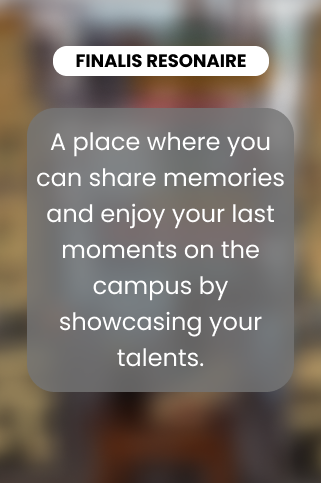 FINALIS RESONAIRE
A place where you
can share memories
and enjoy your last
moments on the
campus by
showcasing your
talents.